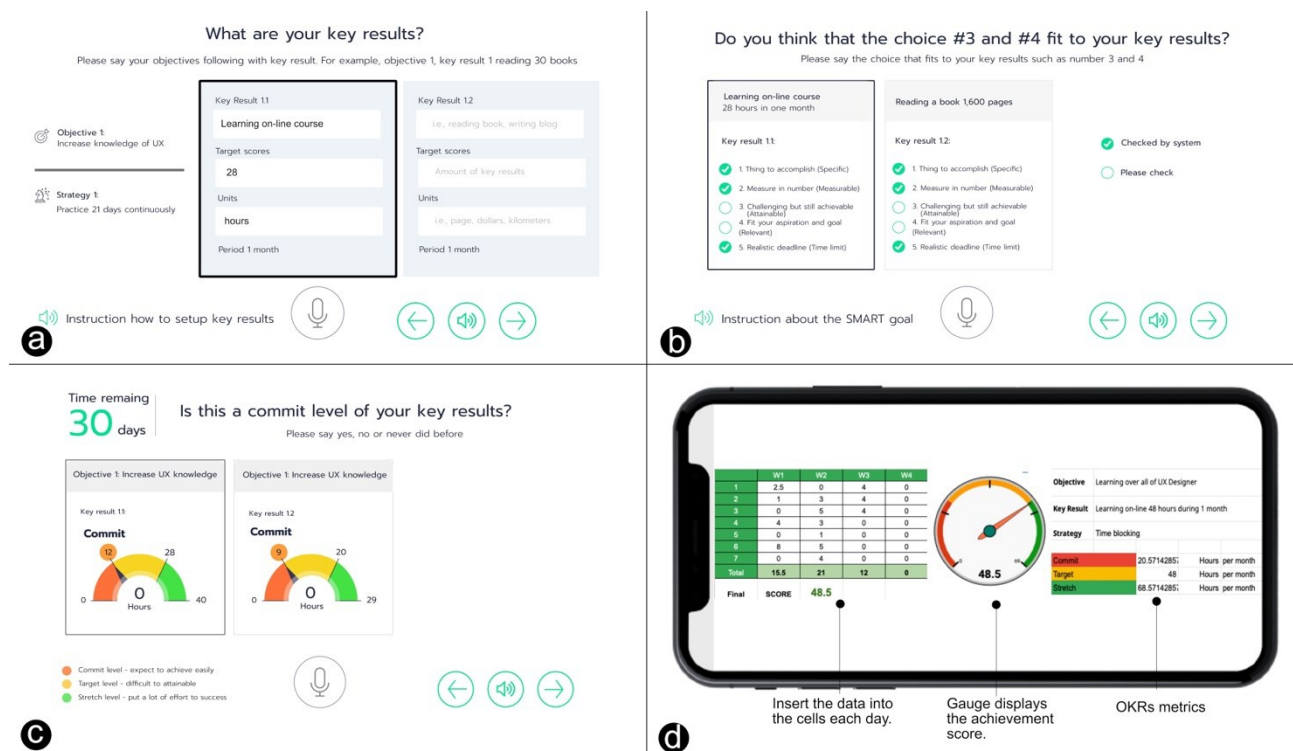 What are your key results?
Please say your objectives following with key result. For example, objective 1, key result 1 reading 30 books
Objective 1:
Increase knowledge of UX
Strategy 1:
Practice 21 days continuously
Key Result 1.1
Learning on-line course
Target scores
28
Units
hours
Period 1 month
Key Result 1.2
i.e., reading book, writing blog
Target scores
Amount of key results
Units
i.e., page, dollars, kilometers
Period 1 month
Instruction how to setup key results
a
Do you think that the choice #3 and #4 fit to your key results?
Please say the choice that fits to your key results such as number 3 and 4
Learning on-line course
28 hours in one month
Key result 1.1:
1. Thing to accomplish (Specific)
2. Measure in number (Measurable)
3. Challenging but still achievable
(Attainable)
4. Fit your aspiration and goal
(Relevant)
5. Realistic deadline (Time limit)
Reading a book 1,600 pages
Key result 1.2:
1. Thing to accomplish (Specific)
2. Measure in number (Measurable)
3. Challenging but still achievable
(Attainable)
4. Fit your aspiration and goal
(Relevant)
5. Realistic deadline (Time limit)
Checked by system
Please check
Instruction about the SMART goal
b
Time remaing
30 days
Is this a commit level of your key results?
Please say yes, no or never did before
Objective 1: Increase UX knowledge
Key result 1.1
Commit
12
28
0
0
40
Hours
Objective 1: Increase UX knowledge
Key result 1.2
Commit
9
20
0
0
29
Hours
Commit level - expect to achieve easily
Target level - difficult to attainable
Stretch level - put a lot of effort to success
c
W1 W2 W3 W4
1 2.5 0 4 0
2 1 3 4 0
3 0 5 4 0
4 4 3 0 0
5 0 1 0 0
6 8 5 0 0
7 0 4 0 0
Total 15.5 21 12 0
Final SCORE 48.5
0
48.5
Objective Learning over all of UX Designer
Key Result Learning on-line 48 hours during 1 month
Strategy Time blocking
Commit 20.57142857 Hours per month
Target 48 Hours per month
Stretch 68.57142857 Hours per month
Insert the data into
the cells each day.
Gauge displays
the achievement
score.
OKRs metrics
d